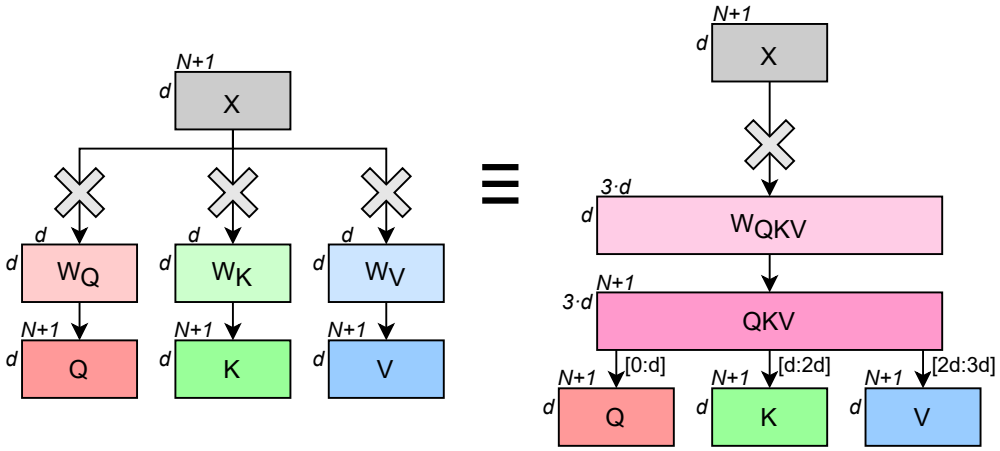 N+1
d
X
d
d
W_Q
d
d
W_K
d
d
W_V
N+1
d
Q
N+1
d
K
N+1
d
V
≡
N+1
d
X
3·d
d
W_QKV
N+1
3·d
QKV
[0:d]
[d:2d]
[2d:3d]
N+1
d
Q
N+1
d
K
N+1
d
V